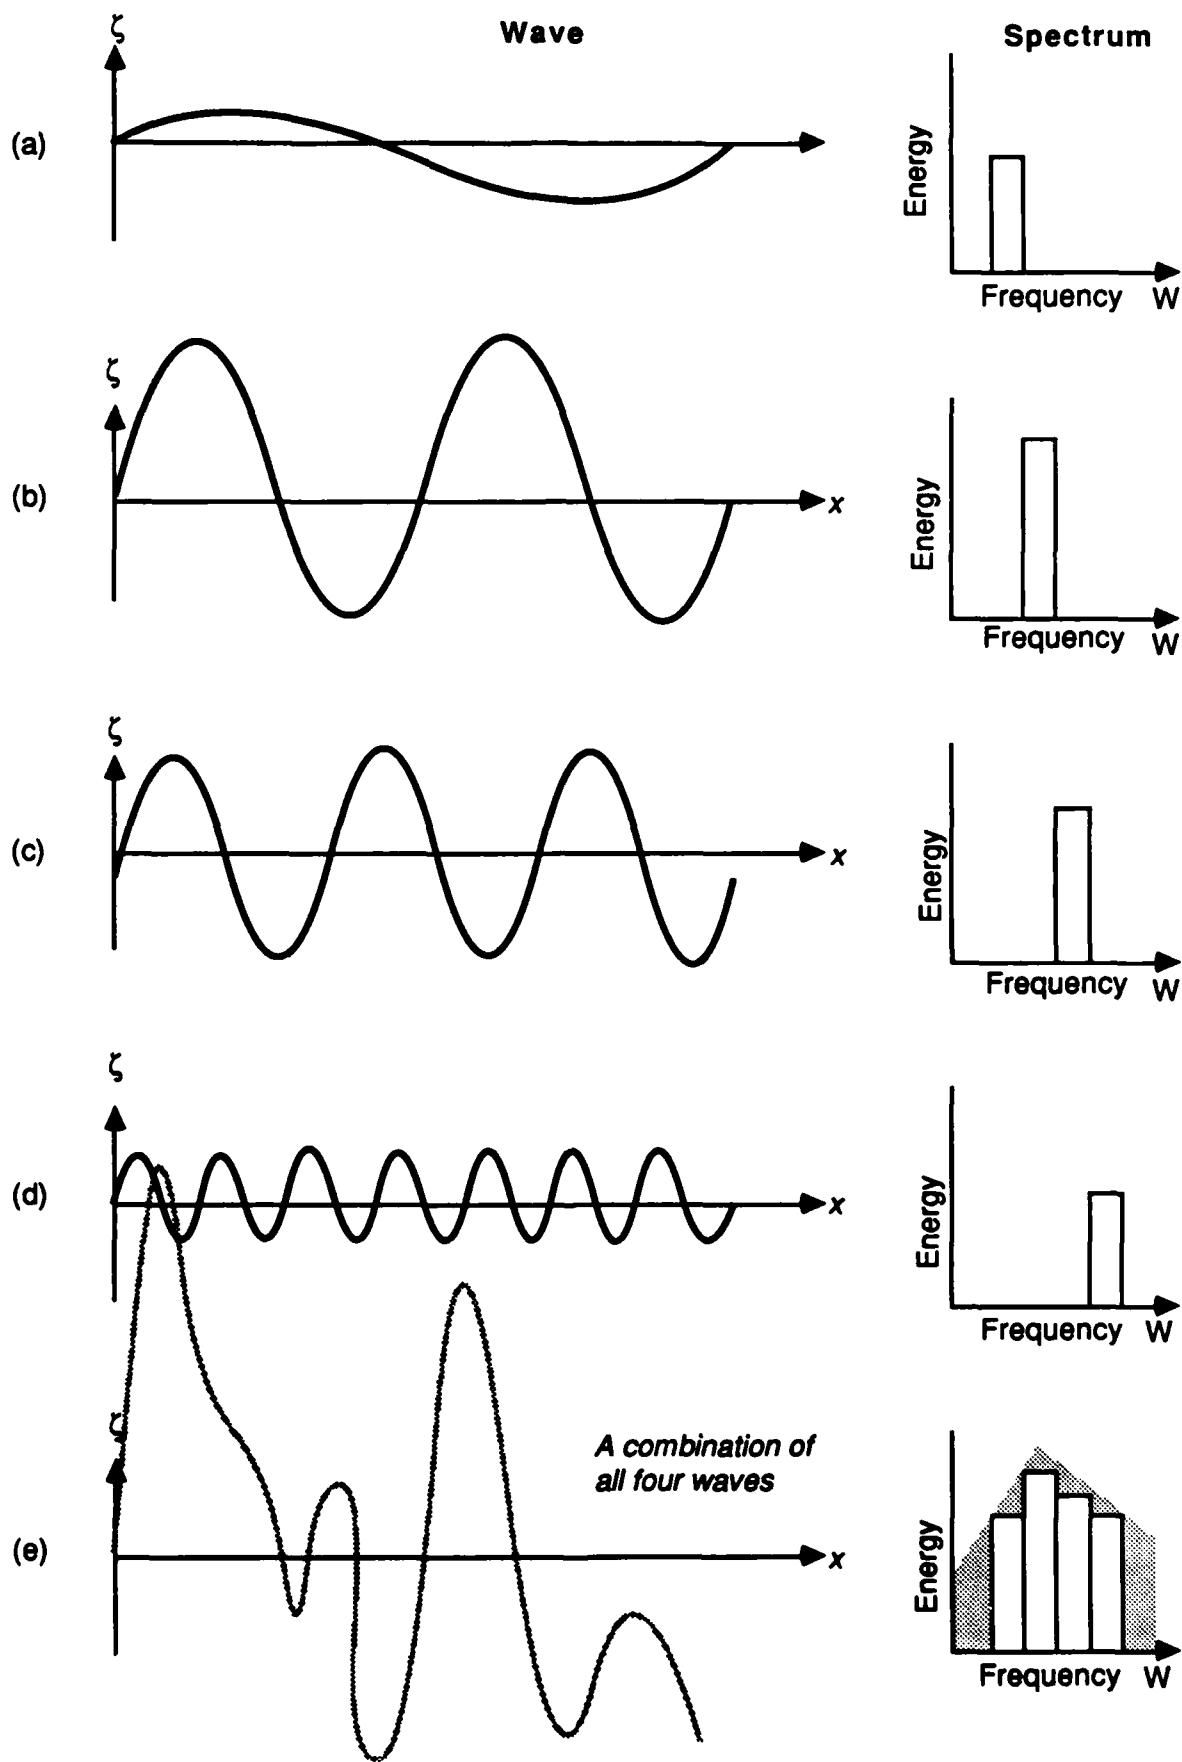 Wave
Spectrum
ζ
(a)
Energy
Frequency W
ζ
(b)
x
Energy
Frequency W
ζ
(c)
x
Energy
Frequency W
ζ
(d)
x
Energy
Frequency W
ζ
A combination of
all four waves
(e)
x
Energy
Frequency W